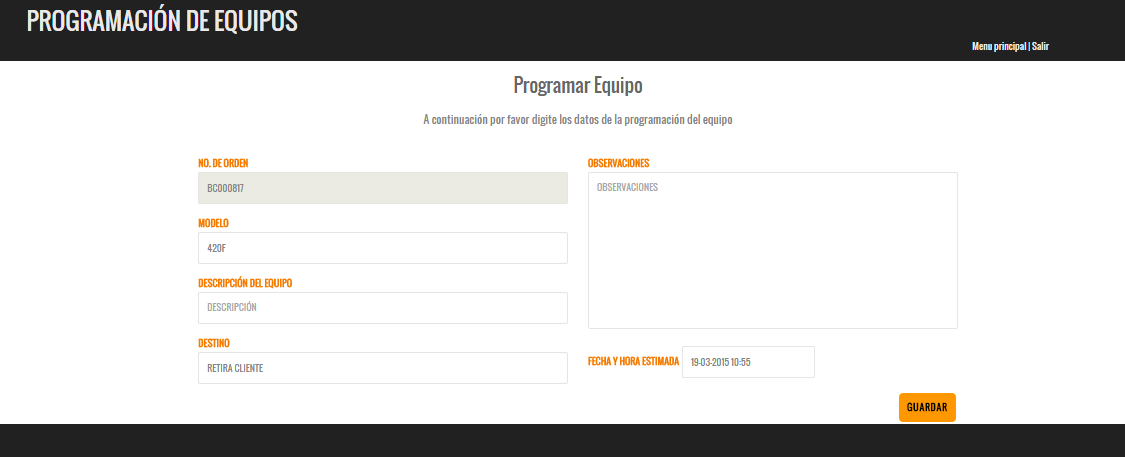 PROGRAMACIÓN DE EQUIPOS
Menu principal | Salir
Programar Equipo
A continuación por favor digite los datos de la programación del equipo
NO. DE ORDEN
BC000817
MODELO
420F
DESCRIPCIÓN DEL EQUIPO
DESCRIPCIÓN
DESTINO
RETIRA CLIENTE
OBSERVACIONES
OBSERVACIONES
FECHA Y HORA ESTIMADA 19-03-2015 10:55
GUARDAR